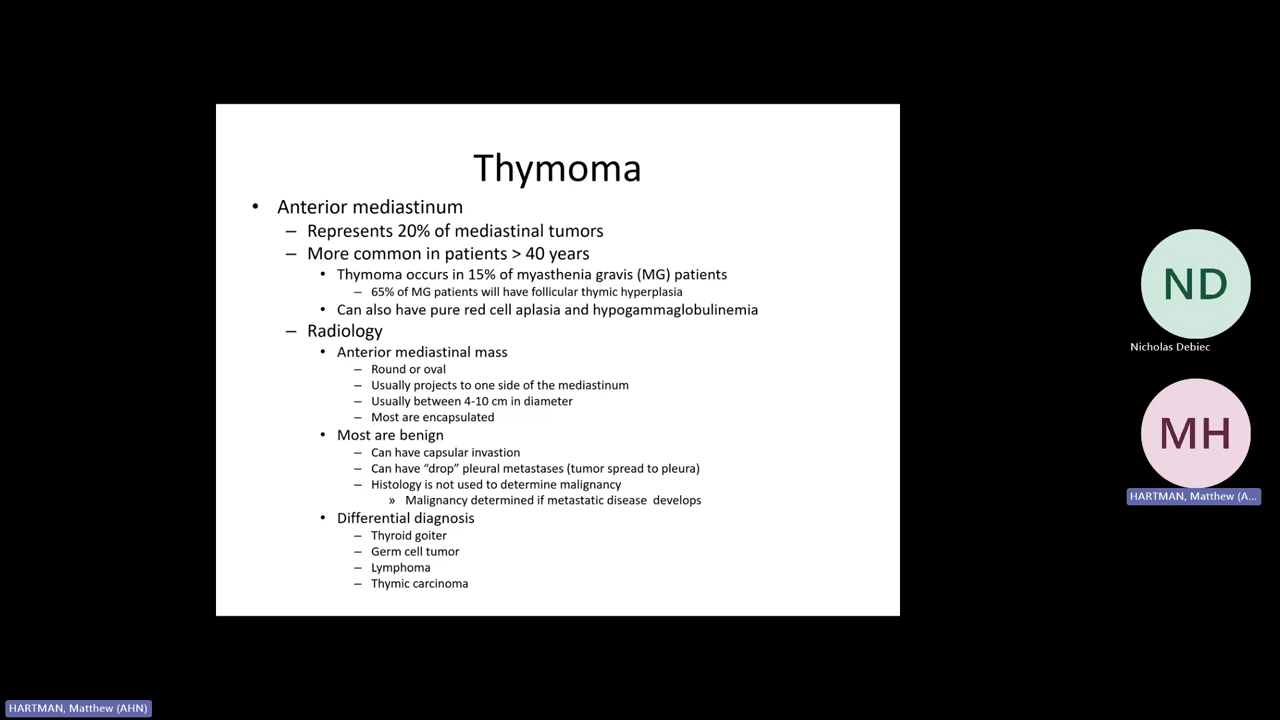 Thymoma
• Anterior mediastinum
– Represents 20% of mediastinal tumors
– More common in patients > 40 years
• Thymoma occurs in 15% of myasthenia gravis (MG) patients
– 65% of MG patients will have follicular thymic hyperplasia
• Can also have pure red cell aplasia and hypogammaglobulinemia
– Radiology
• Anterior mediastinal mass
– Round or oval
– Usually projects to one side of the mediastinum
– Usually between 4-10 cm in diameter
– Most are encapsulated
• Most are benign
– Can have capsular invastion
– Can have “drop” pleural metastases (tumor spread to pleura)
– Histology is not used to determine malignancy
» Malignancy determined if metastatic disease develops
• Differential diagnosis
– Thyroid goiter
– Germ cell tumor
– Lymphoma
– Thymic carcinoma
ND
Nicholas Debiec
MH
HARTMAN, Matthew (A...
HARTMAN, Matthew (AHN)